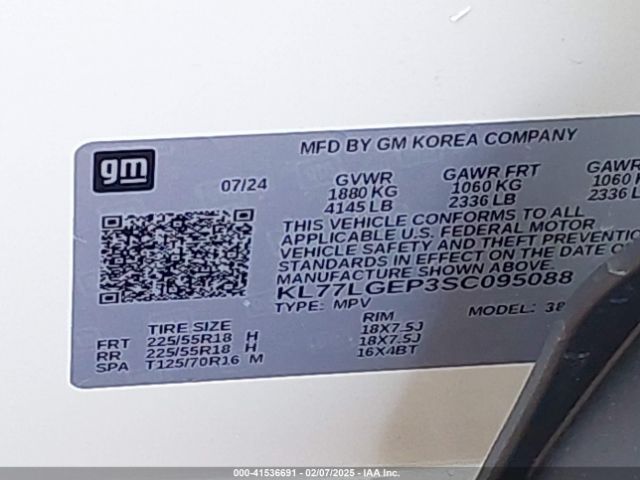 MFD BY GM KOREA COMPANY
gm
07/24
GVWR GAWR FRT GAWR
1880 KG 1060 KG 1060 K
4145 LB 2336 LB 2336 L
THIS VEHICLE CONFORMS TO ALL
APPLICABLE U.S. FEDERAL MOTOR
VEHICLE SAFETY AND THEFT PREVENTIO
STANDARDS IN EFFECT ON THE DATE O
MANUFACTURE SHOWN ABOVE
KL77LGEP3SC095088
TYPE: MPV MODEL: 38
TIRE SIZE RIM
FRT 225/55R18 H 18X7.5J
RR 225/55R18 H 18X7.5J
SPA T125/70R16 M 16X4BT
000-41536691 - 02/07/2025 - IAAI.COM